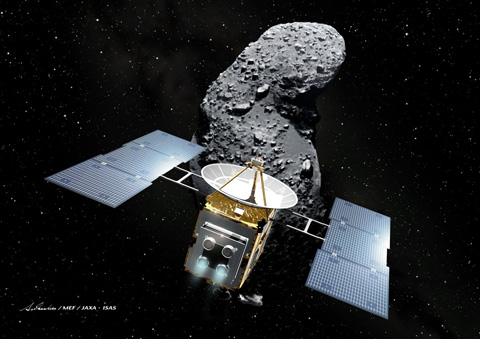 / MEF / JAXA · ISAS